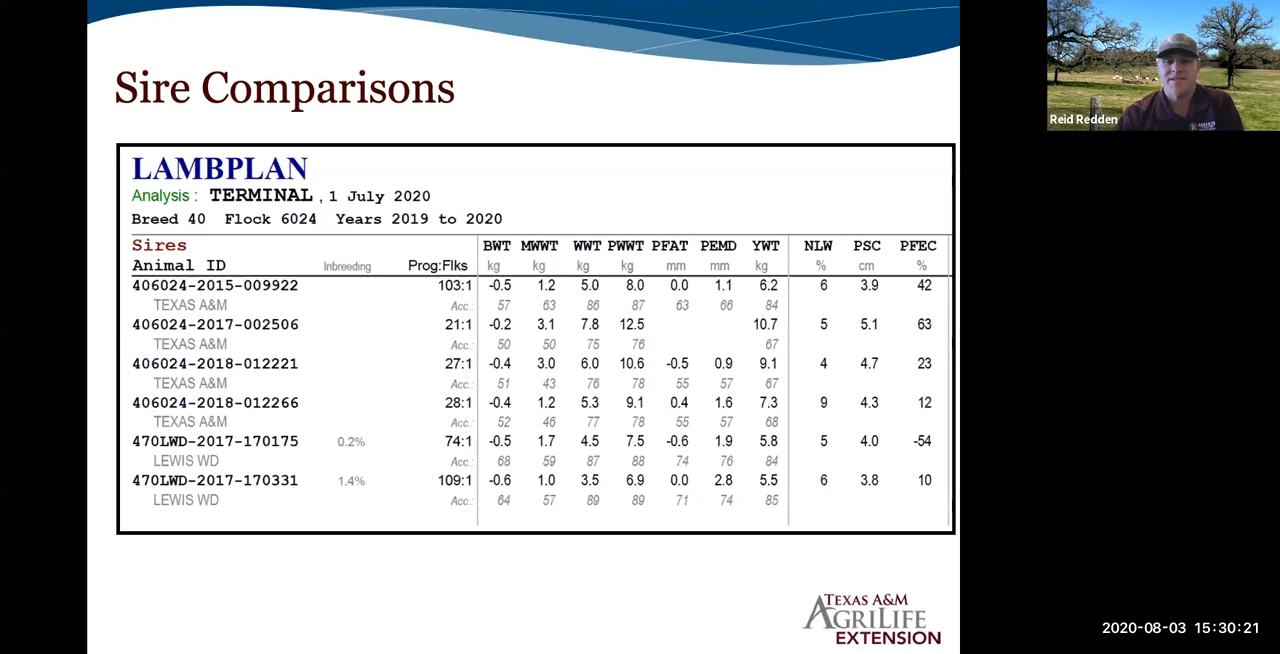 Sire Comparisons
Reid Redden
LAMBPLAN
Analysis : TERMINAL , 1 July 2020
Breed 40 Flock 6024 Years 2019 to 2020
Sires BWT MWWT WWT PWWT PFAT PEMD YWT NLW PSC PFEC
Animal ID Inbreeding Prog:Flks kg kg kg kg mm mm kg % cm %
406024-2015-009922 103:1 -0.5 1.2 5.0 8.0 0.0 1.1 6.2 6 3.9 42
TEXAS A&M Acc.: 57 63 86 87 63 66 84
406024-2017-002506 21:1 -0.2 3.1 7.8 12.5 10.7 5 5.1 63
TEXAS A&M Acc.: 50 50 75 76 67
406024-2018-012221 27:1 -0.4 3.0 6.0 10.6 -0.5 0.9 9.1 4 4.7 23
TEXAS A&M Acc.: 51 43 76 78 55 57 67
406024-2018-012266 28:1 -0.4 1.2 5.3 9.1 0.4 1.6 7.3 9 4.3 12
TEXAS A&M Acc.: 52 46 77 78 55 57 68
470LWD-2017-170175 0.2% 74:1 -0.5 1.7 4.5 7.5 -0.6 1.9 5.8 5 4.0 -54
LEWIS WD Acc.: 68 59 87 88 74 76 84
470LWD-2017-170331 1.4% 109:1 -0.6 1.0 3.5 6.9 0.0 2.8 5.5 6 3.8 10
LEWIS WD Acc.: 64 57 89 89 71 74 85
TEXAS A&M
AGRILIFE
EXTENSION
2020-08-03 15:30:21